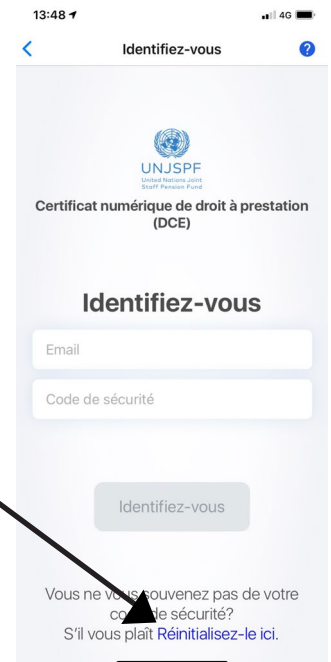 13:48
4G
Identifiez-vous
?
UNJSPF
United Nations Joint
Staff Pension Fund
Certificat numérique de droit à prestation
(DCE)
Identifiez-vous
Email
Code de sécurité
Identifiez-vous
Vous ne vous souvenez pas de votre
code de sécurité?
S'il vous plaît Réinitialisez-le ici.